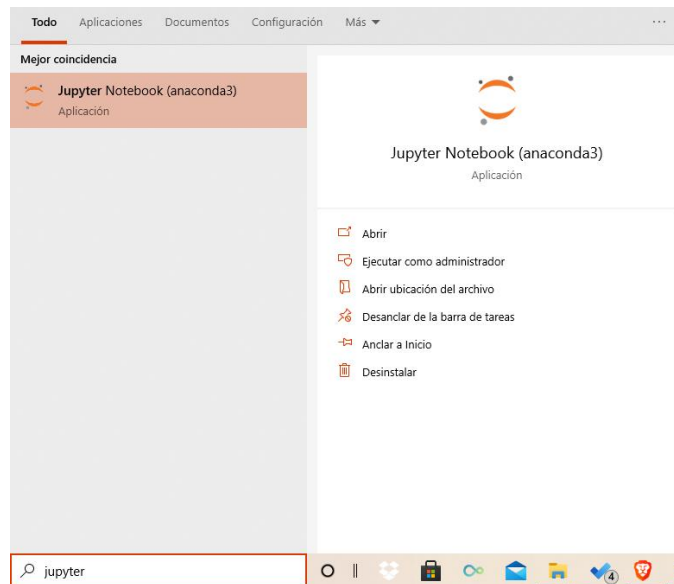 Todo Aplicaciones Documentos Configuración Más
Mejor coincidencia
Jupyter Notebook (anaconda3)
Aplicación
Jupyter Notebook (anaconda3)
Aplicación
Abrir
Ejecutar como administrador
Abrir ubicación del archivo
Desanclar de la barra de tareas
Anclar a Inicio
Desinstalar
jupyter
4